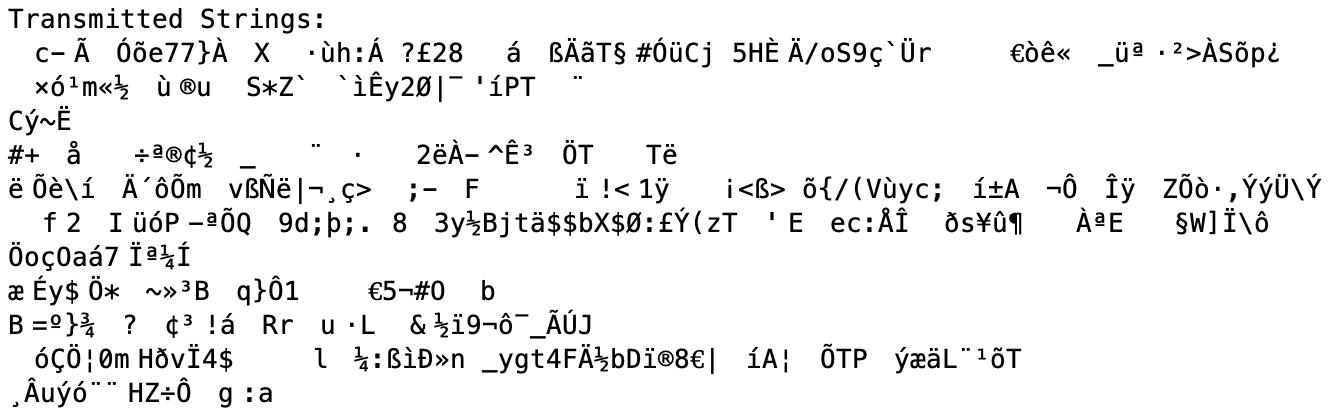 Transmitted Strings:
c- Ã Óõe77}À X ·ùh:Á ?£28 á ßÄãT§ #ÓüCj 5HÈ Ä/oS9ç`Ür €òê« _üª ·²>ÀSõp¿
×ó¹m«½ ù ®u S*Z` `ìÊy2Ø|¯ 'íPT ¨
Cý~Ë
#+ å ÷ª®¢½ _ ¨ · 2ëÀ- ^Ê³ ÖT Të
ë Õè\í Ä´ôÕm vßÑë|¬¸ç> ;- F ï !< 1ÿ ¡<ß> õ{/(Vùyc; í±A ¬Ô Îÿ ZÕò·,ÝýÜ\Ý
f 2 I üóP -ªÕQ 9d;þ;. 8 3y½Bjtä$$bX$Ø:£Ý(zT ' E ec:ÅÎ ðs¥û¶ ÀªE §W]Ï\ô
ÖoçOaá7 Ïª¼Í
æ Éy$ Ö* ~»³B q}Ô1 €5¬#O b
B =º}¾ ? ¢³ !á Rr u ·L & ½ï9¬ô¯_ÃÚJ
óÇÖ¦0m HðvÏ4$ l ¼:ßìÐ»n _ygt4FÄ½bDï®8€| íA¦ ÕTP ýæäL¨¹õT
¸Âuýó¨¨ HZ÷Ô g :a